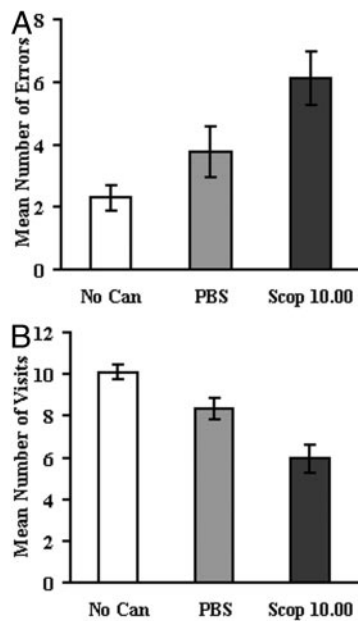 A
Mean Number of Errors
8
6
4
2
0
No Can PBS Scop 10.00
B
Mean Number of Visits
12
10
8
6
4
2
0
No Can PBS Scop 10.00